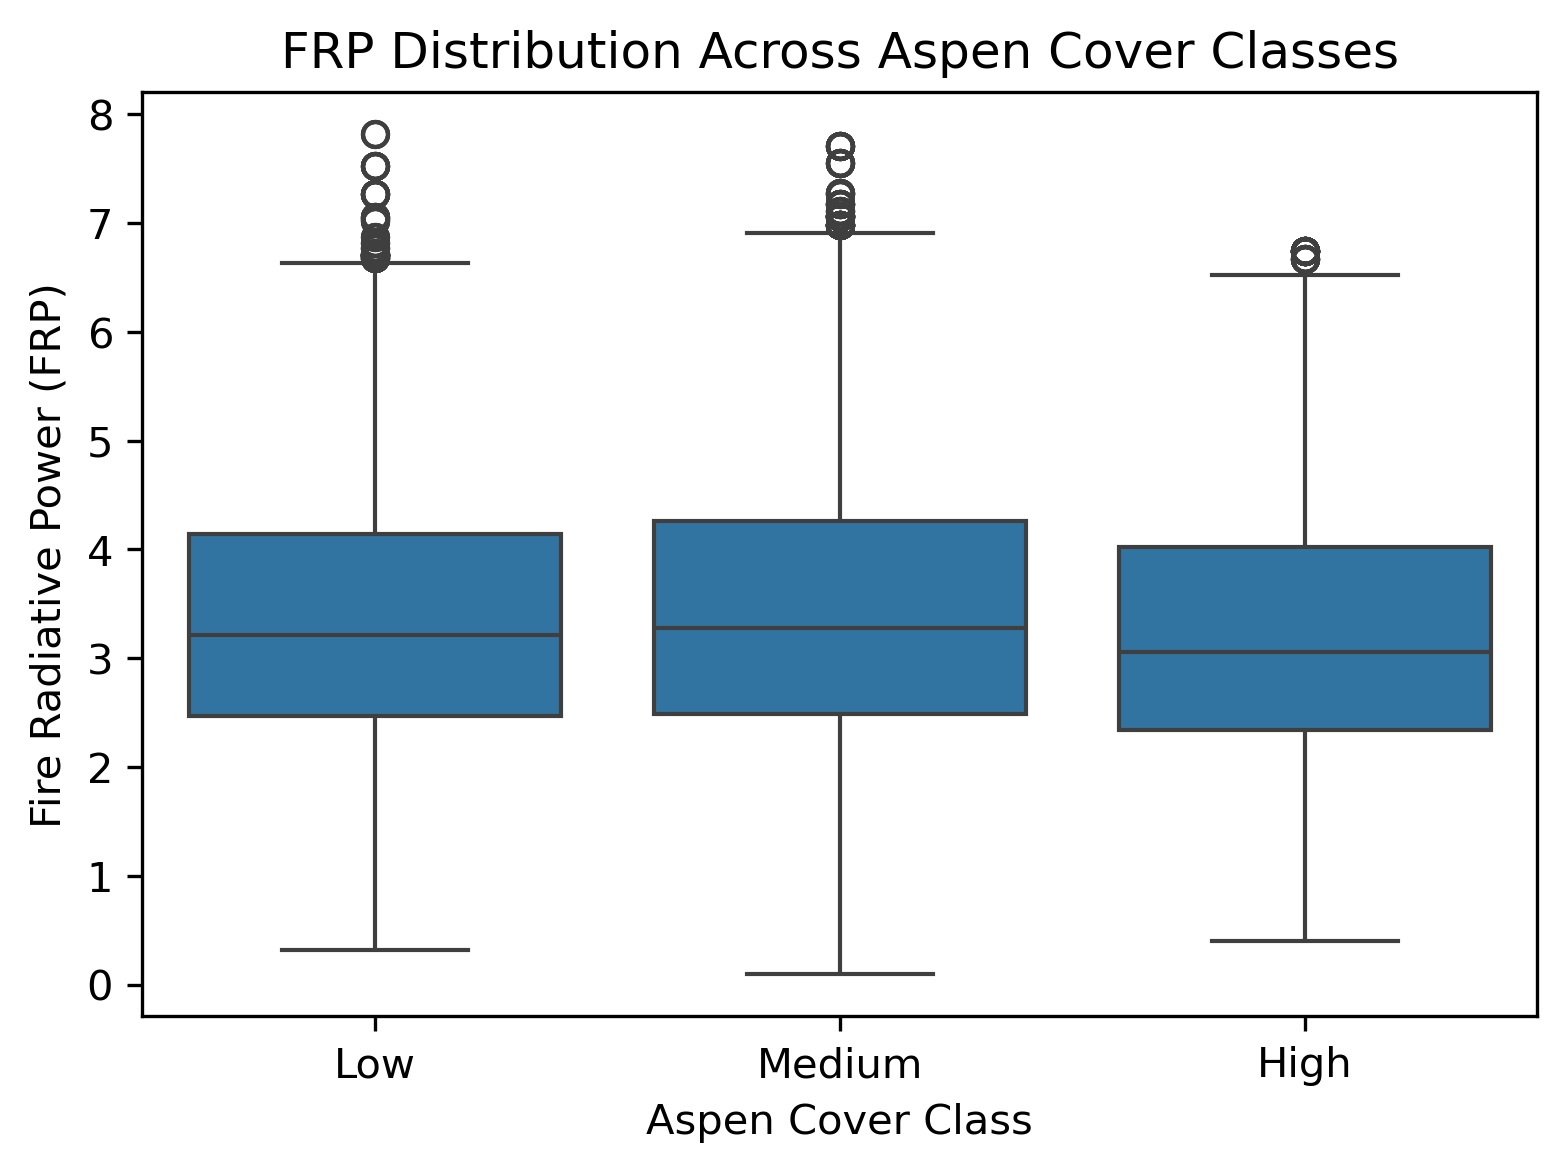 FRP Distribution Across Aspen Cover Classes
Fire Radiative Power (FRP)
8
7
6
5
4
3
2
1
0
Low Medium High
Aspen Cover Class